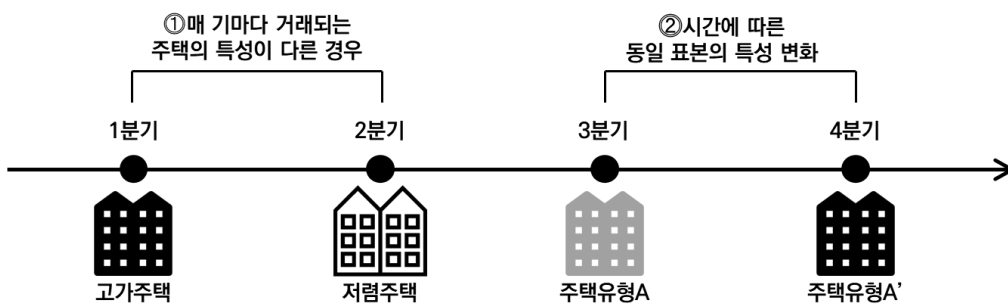 ①매 기마다 거래되는
주택의 특성이 다른 경우
②시간에 따른
동일 표본의 특성 변화
1분기
2분기
3분기
4분기
고가주택
저렴주택
주택유형A
주택유형A’